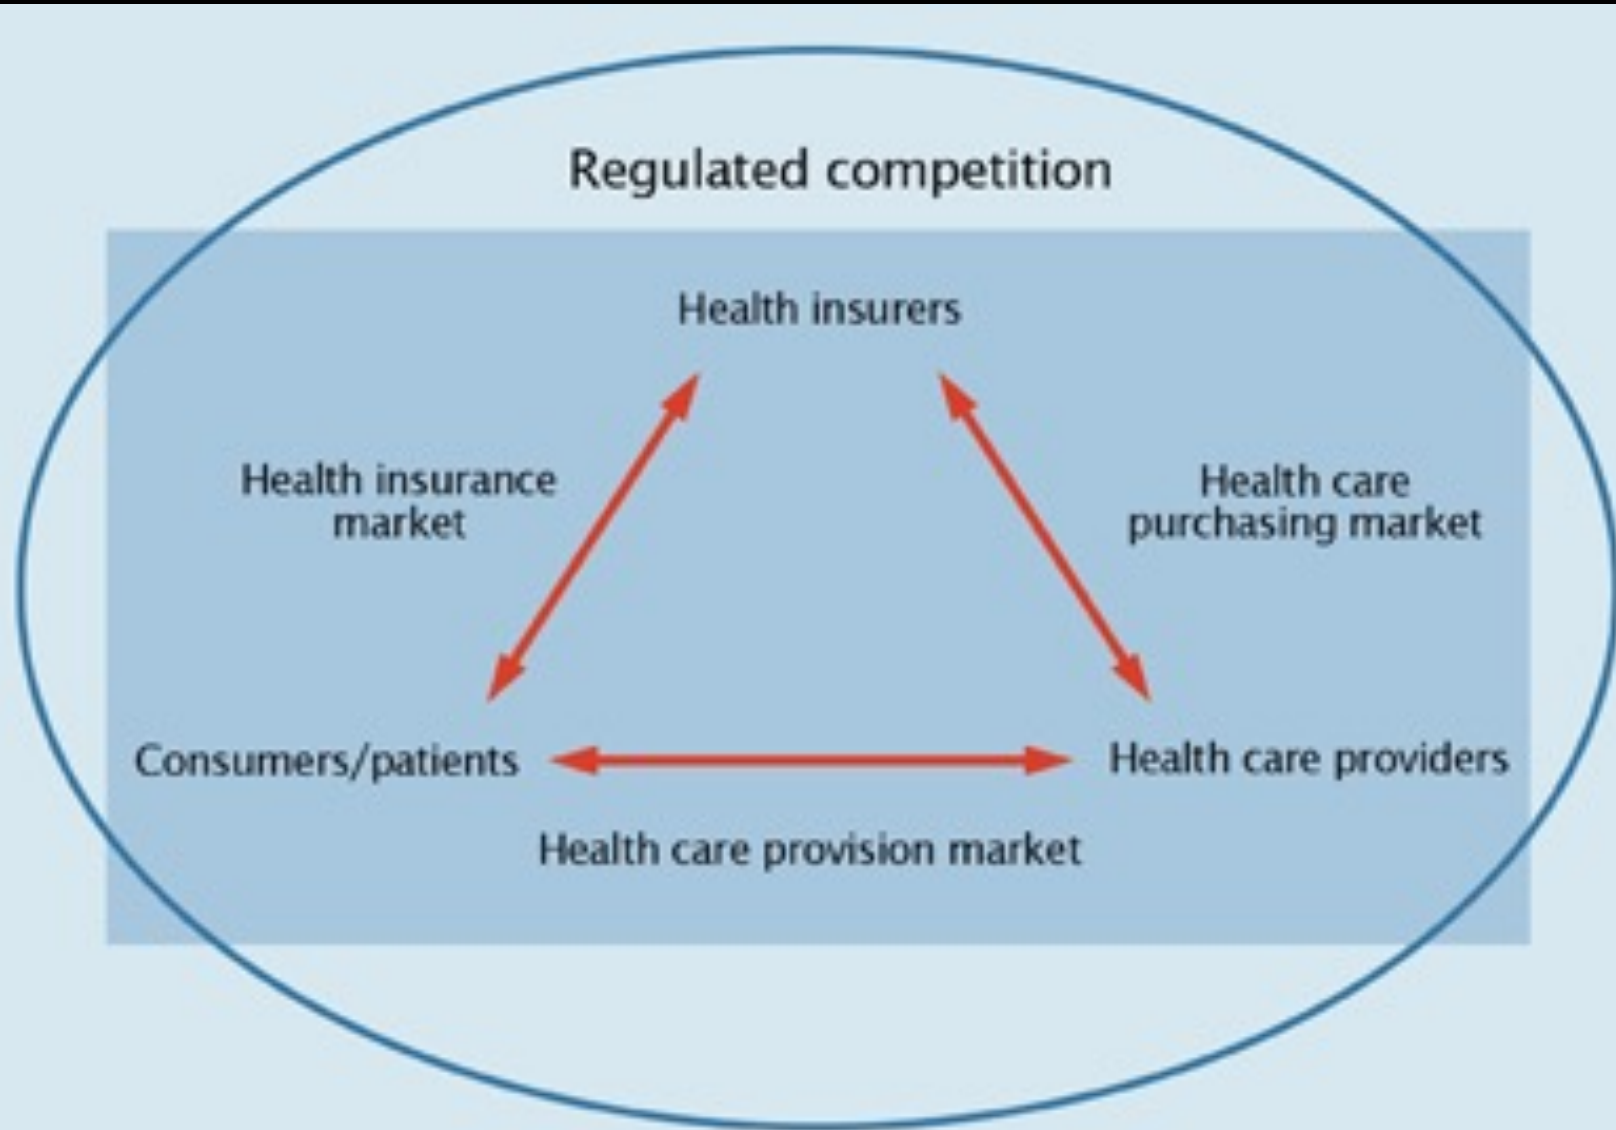 Regulated competition
Health insurers
Health insurance
market
Health care
purchasing market
Consumers/patients
Health care providers
Health care provision market